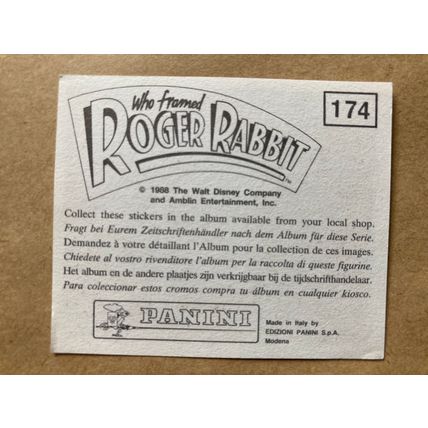 Who Framed
ROGER RABBIT
TM
174
© 1988 The Walt Disney Company
and Amblin Entertainment, Inc.
Collect these stickers in the album available from your local shop.
Fragt bei Eurem Zeitschriftenhändler nach dem Album für diese Serie.
Demandez à votre détaillant l'Album pour la collection de ces images.
Chiedete al vostro rivenditore l'album per la raccolta di queste figurine.
Het album en de andere plaatjes zijn verkrijgbaar bij de tijdschrifthandelaar.
Para coleccionar estos cromos compra tu álbum en cualquier kiosco.
PANINI
Made in Italy by
EDIZIONI PANINI S.p.A.
Modena